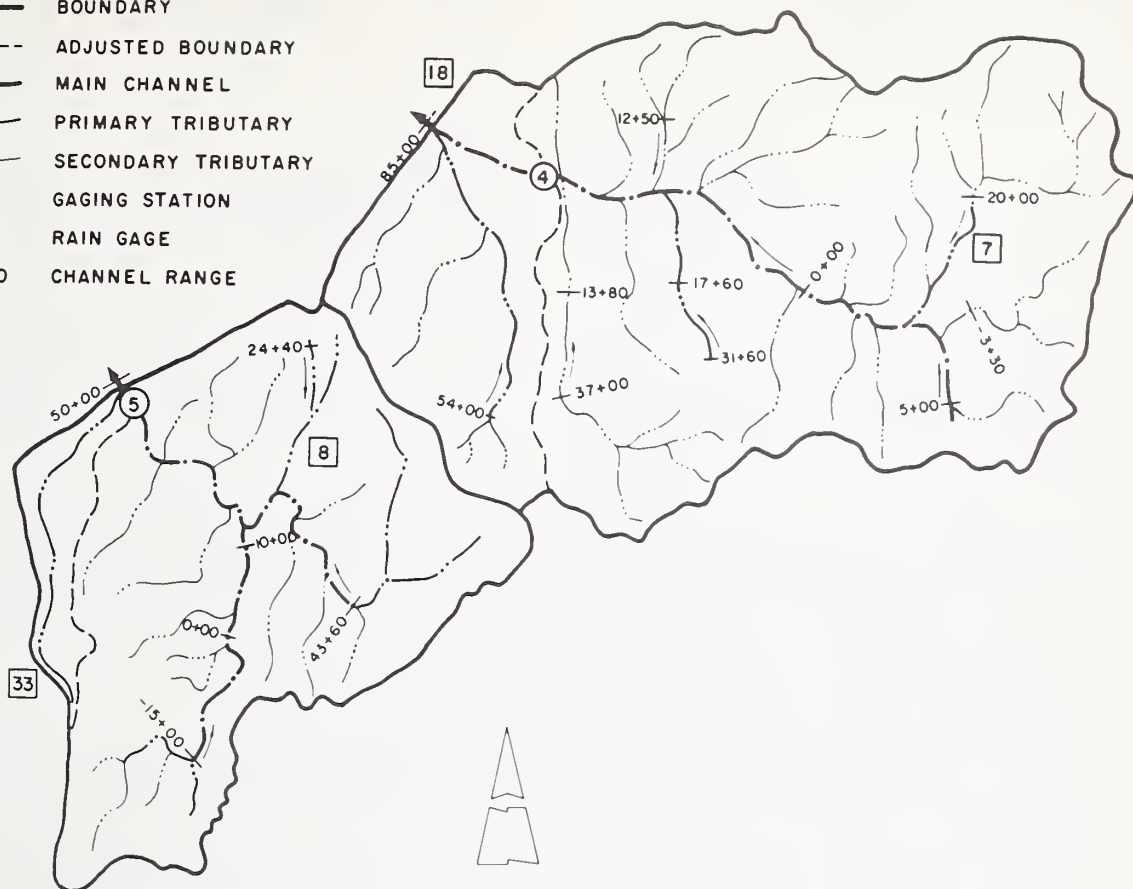 BOUNDARY
ADJUSTED BOUNDARY
MAIN CHANNEL
PRIMARY TRIBUTARY
SECONDARY TRIBUTARY
GAGING STATION
RAIN GAGE
0 CHANNEL RANGE
18
85+00
4
12+50
20+00
7
0+00
13+80
17+60
31+60
3+30
37+00
5+00
54+00
24+40
50+00
5
8
10+00
43+60
0+00
33
-15+00